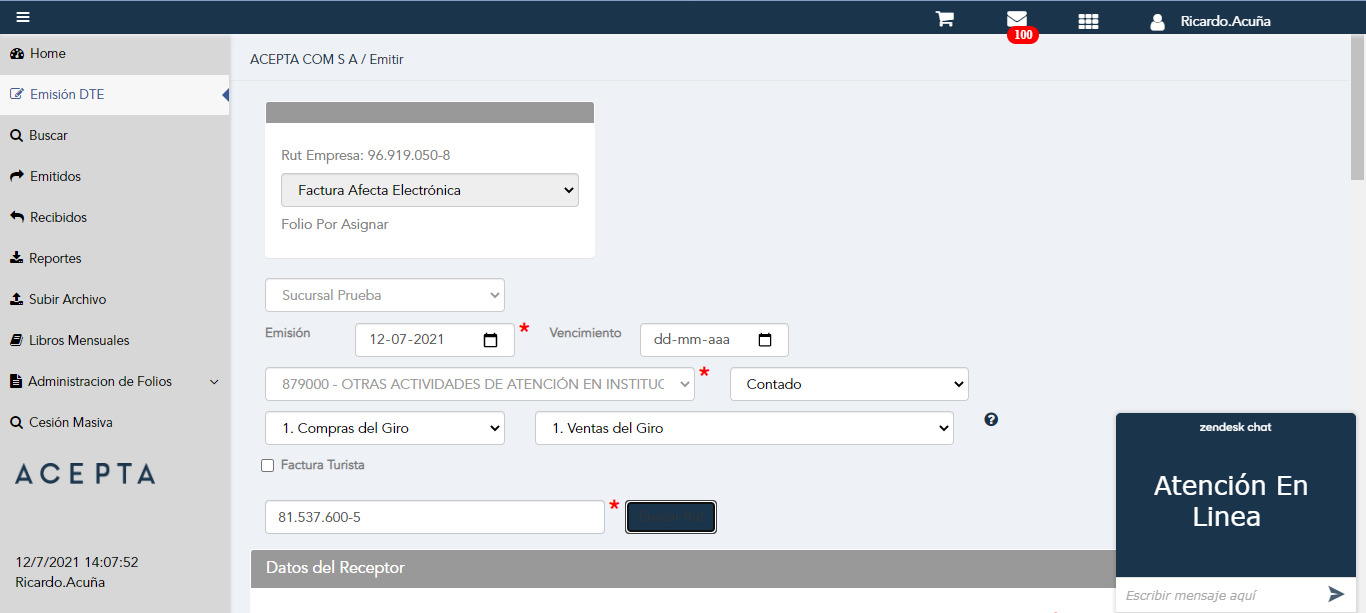 100
Ricardo.Acuña
Home
Emisión DTE
Buscar
Emitidos
Recibidos
Reportes
Subir Archivo
Libros Mensuales
Administracion de Folios
Cesión Masiva
ACEPTA
12/7/2021 14:07:52
Ricardo.Acuña
ACEPTA COM S A / Emitir
Rut Empresa: 96.919.050-8
Factura Afecta Electrónica
Folio Por Asignar
Sucursal Prueba
Emisión 12-07-2021 * Vencimiento dd-mm-aaa
879000 - OTRAS ACTIVIDADES DE ATENCIÓN EN INSTITUC * Contado
1. Compras del Giro 1. Ventas del Giro ?
Factura Turista
81.537.600-5 *
Datos del Receptor
zendesk chat
Atención En
Linea
Escribir mensaje aquí